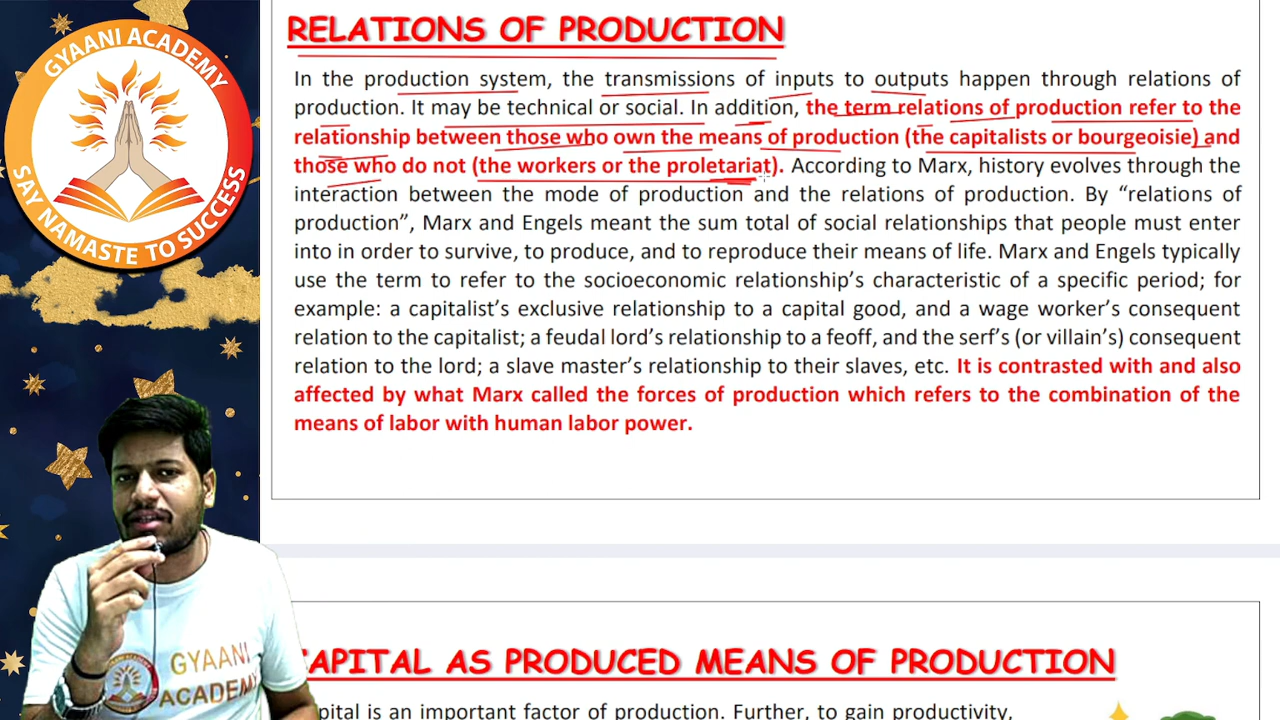 GYAANI ACADEMY
SAY NAMASTE TO SUCCESS
RELATIONS OF PRODUCTION
In the production system, the transmissions of inputs to outputs happen through relations of
production. It may be technical or social. In addition, the term relations of production refer to the
relationship between those who own the means of production (the capitalists or bourgeoisie) and
those who do not (the workers or the proletariat). According to Marx, history evolves through the
interaction between the mode of production and the relations of production. By “relations of
production”, Marx and Engels meant the sum total of social relationships that people must enter
into in order to survive, to produce, and to reproduce their means of life. Marx and Engels typically
use the term to refer to the socioeconomic relationship’s characteristic of a specific period; for
example: a capitalist’s exclusive relationship to a capital good, and a wage worker’s consequent
relation to the capitalist; a feudal lord’s relationship to a feoff, and the serf’s (or villain’s) consequent
relation to the lord; a slave master’s relationship to their slaves, etc. It is contrasted with and also
affected by what Marx called the forces of production which refers to the combination of the
means of labor with human labor power.
APITAL AS PRODUCED MEANS OF PRODUCTION
pital is an important factor of production. Further, to gain productivity,
GYAANI
ACADEMY